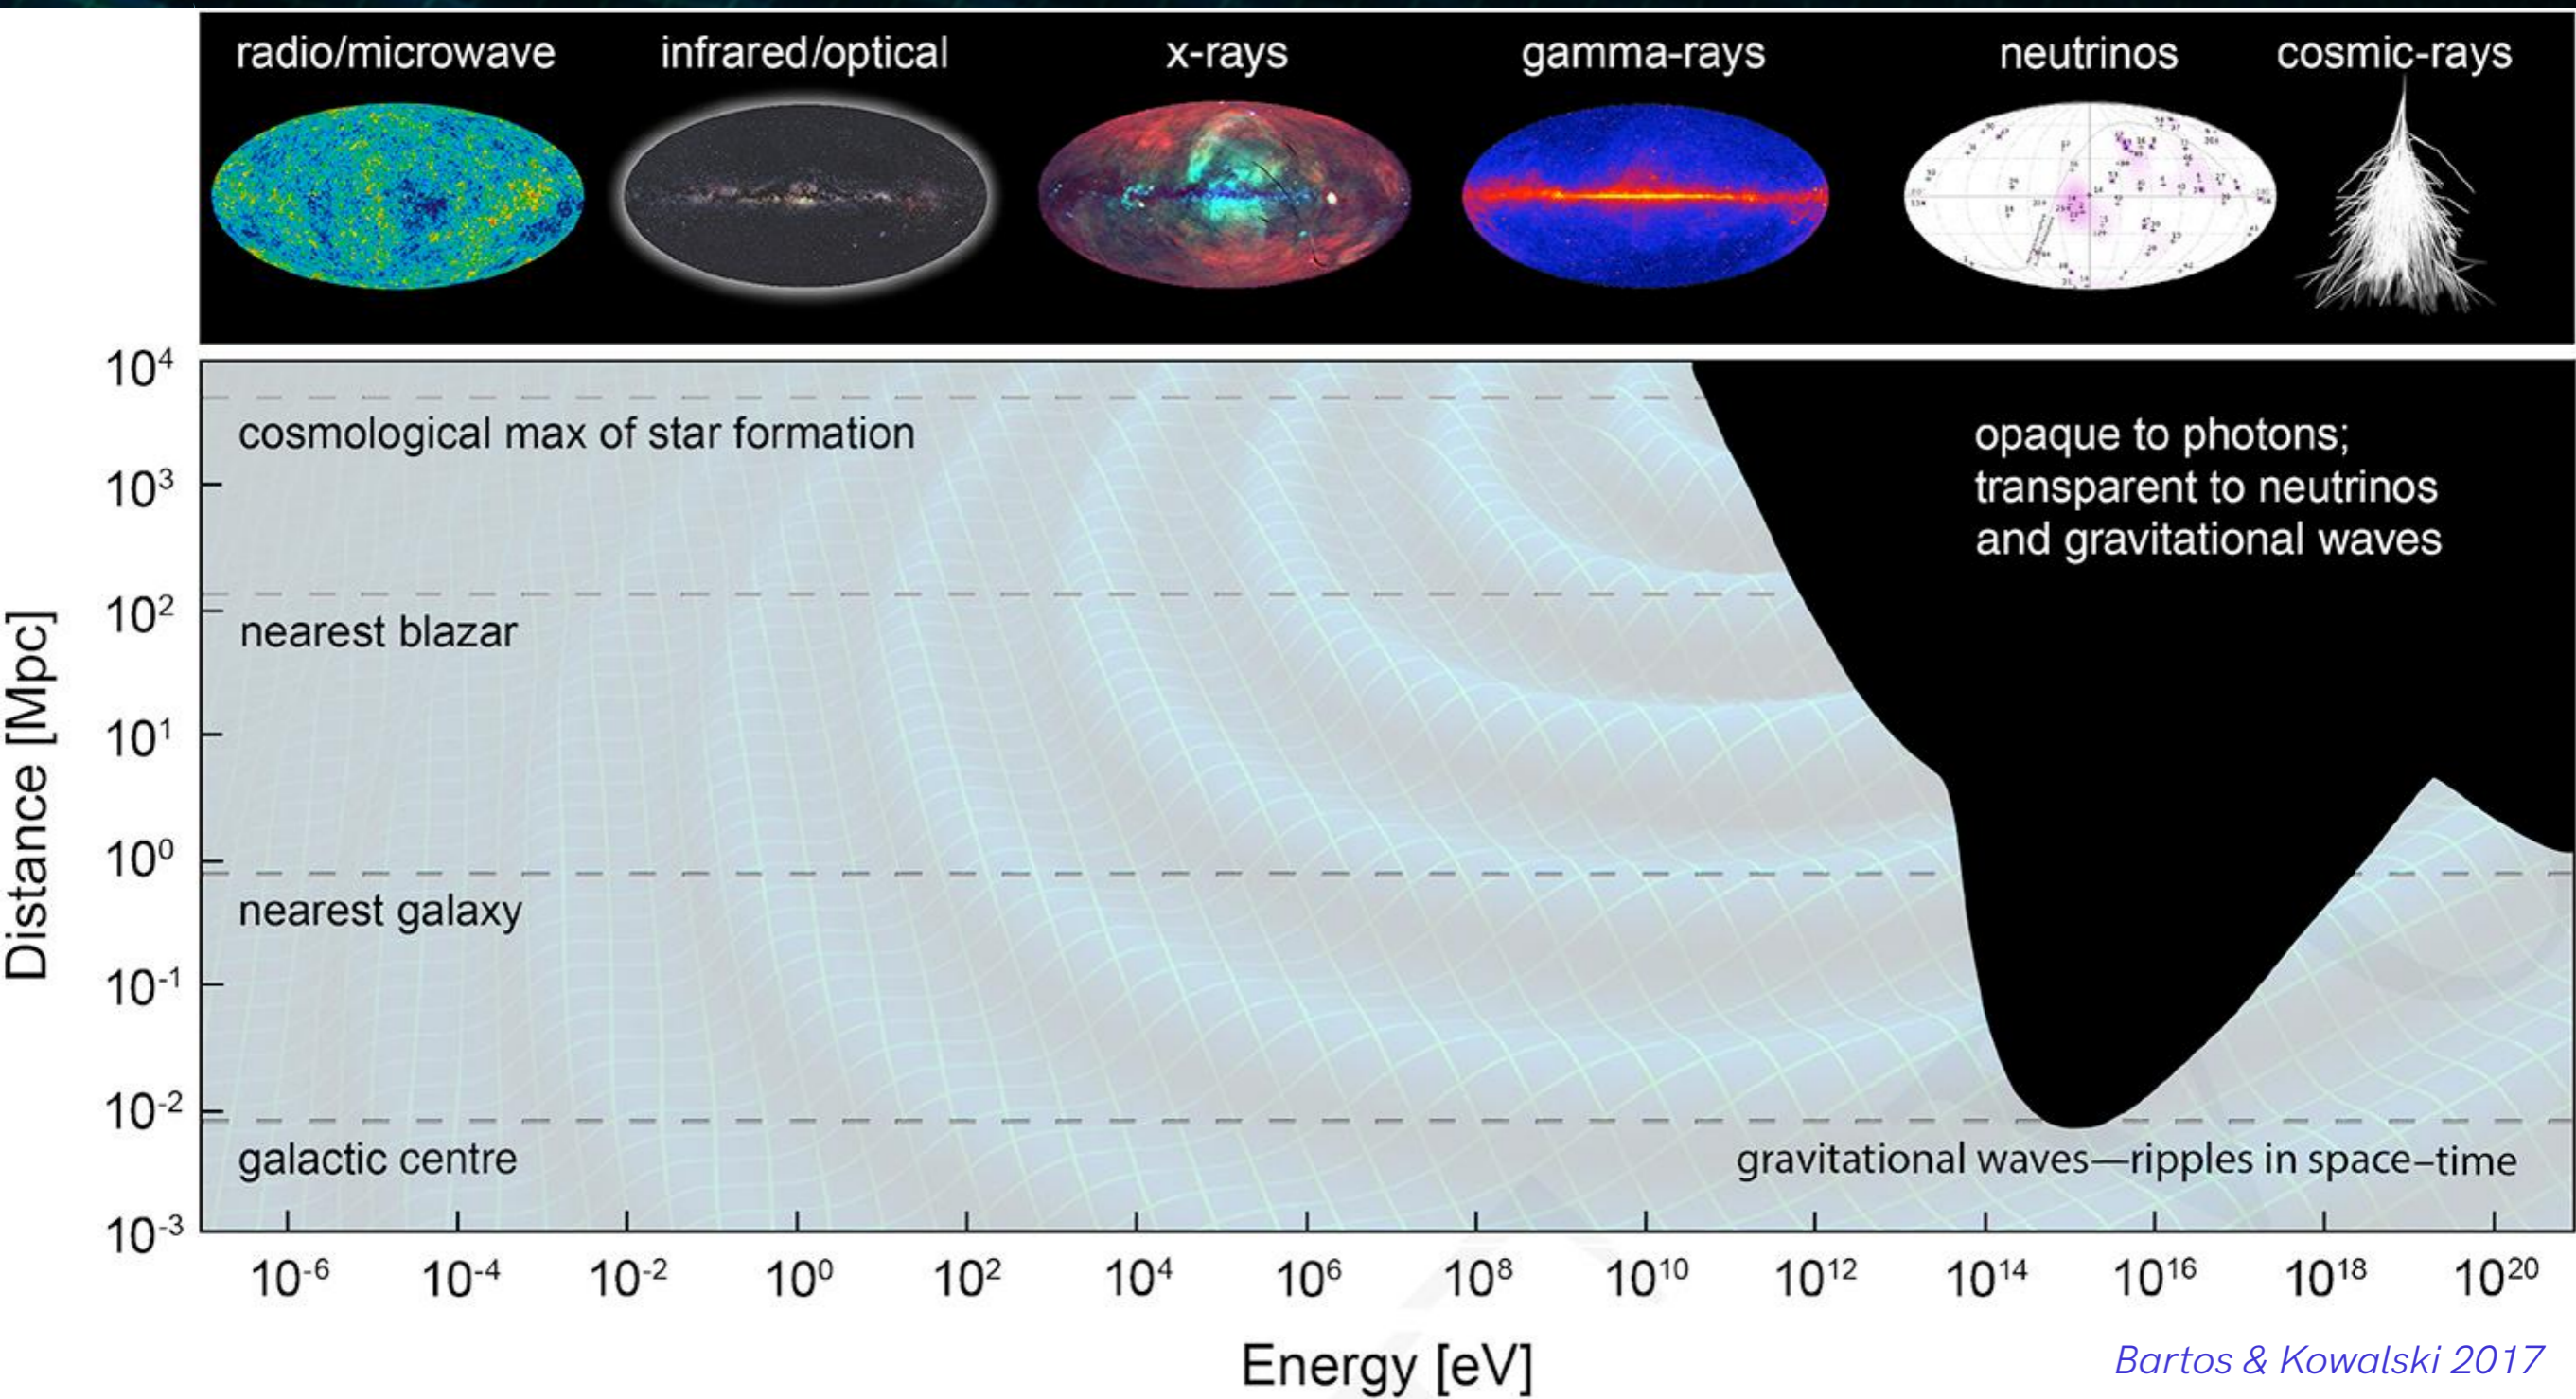 radio/microwave
infrared/optical
x-rays
gamma-rays
neutrinos
cosmic-rays
10⁴
10³
10²
10¹
10⁰
10⁻¹
10⁻²
10⁻³
Distance [Mpc]
cosmological max of star formation
nearest blazar
nearest galaxy
galactic centre
opaque to photons;
transparent to neutrinos
and gravitational waves
gravitational waves—ripples in space–time
10⁻⁶ 10⁻⁴ 10⁻² 10⁰ 10² 10⁴ 10⁶ 10⁸ 10¹⁰ 10¹² 10¹⁴ 10¹⁶ 10¹⁸ 10²⁰
Energy [eV]
Bartos & Kowalski 2017